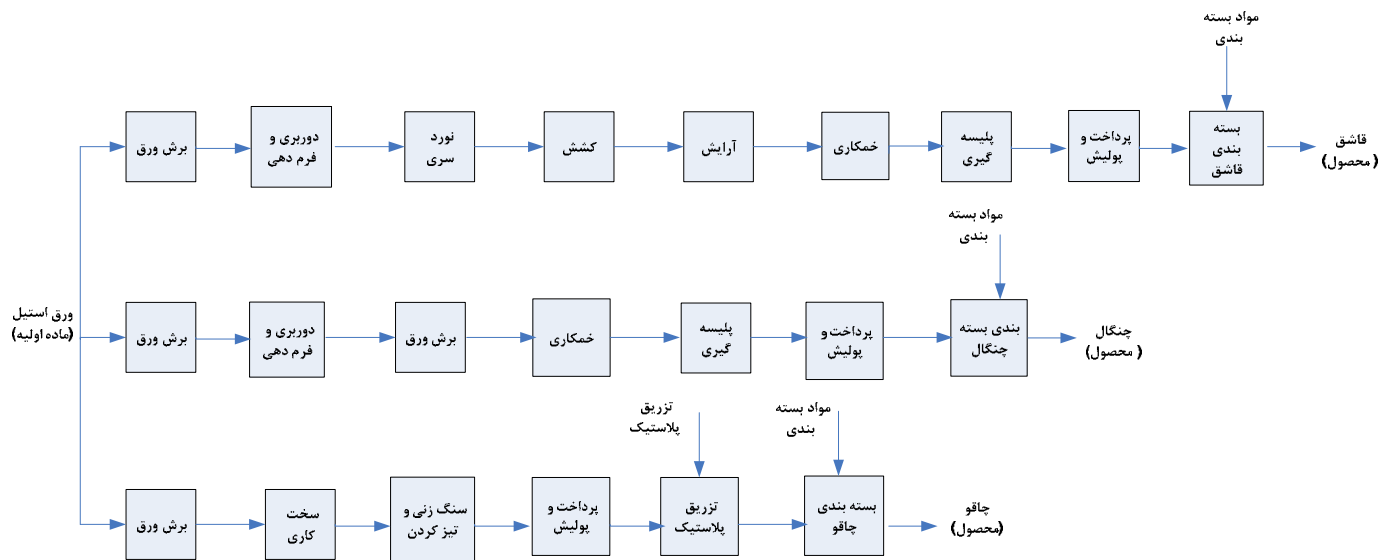 مواد بسته
بندی
برش ورق
دوربری و
فرم دهی
نورد
سری
کشش
آرایش
خمکاری
پلیسه
گیری
پرداخت و
پولیش
بسته
بندی
قاشق
قاشق
(محصول )
مواد بسته
بندی
ورق استیل
(ماده اولیه)
برش ورق
دوربری و
فرم دهی
برش ورق
خمکاری
پلیسه
گیری
پرداخت و
پولیش
بندی بسته
چنگال
چنگال
(محصول )
تزریق
پلاستیک
مواد بسته
بندی
برش ورق
سخت
کاری
سنگ زنی و
تیز کردن
پرداخت و
پولیش
تزریق
پلاستیک
بسته بندی
چاقو
چاقو
(محصول)